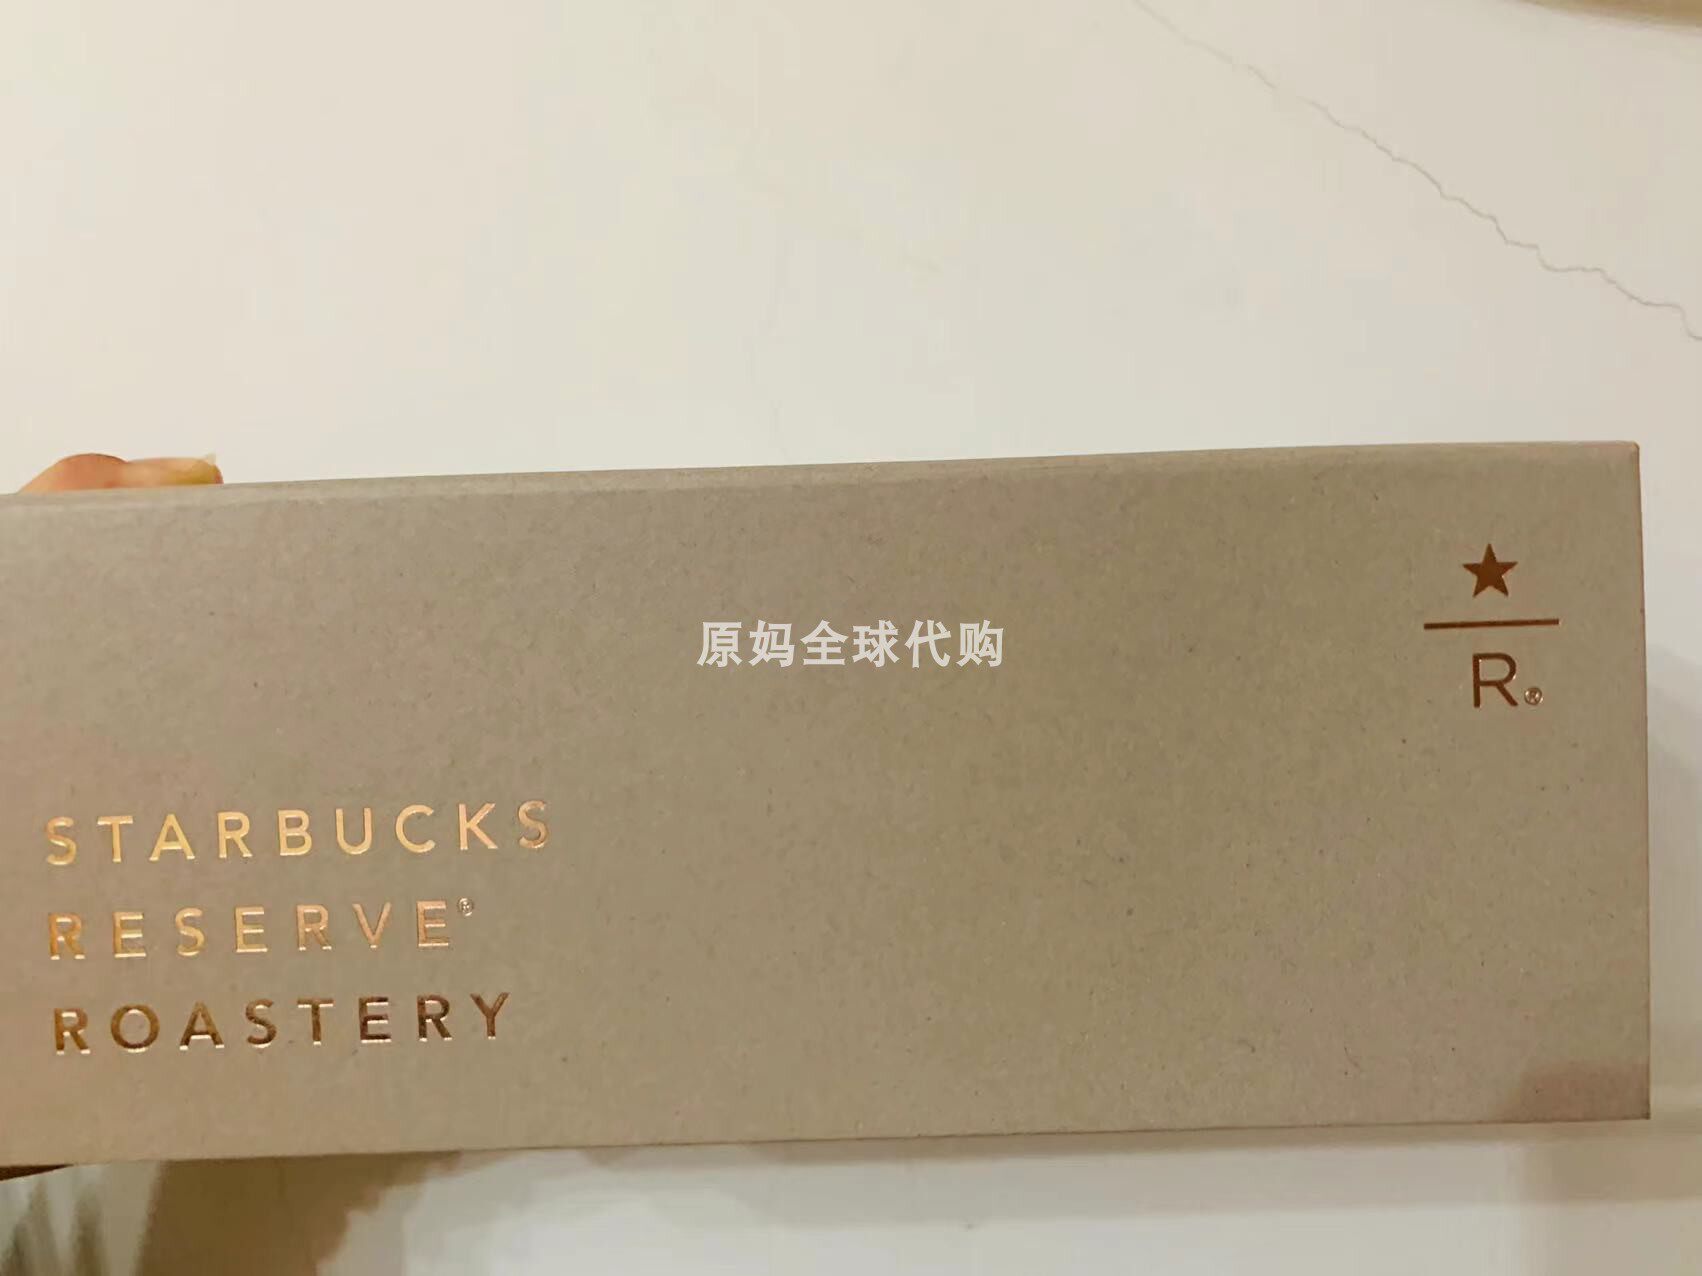 原妈全球代购
★
R®
STARBUCKS
RESERVE®
ROASTERY